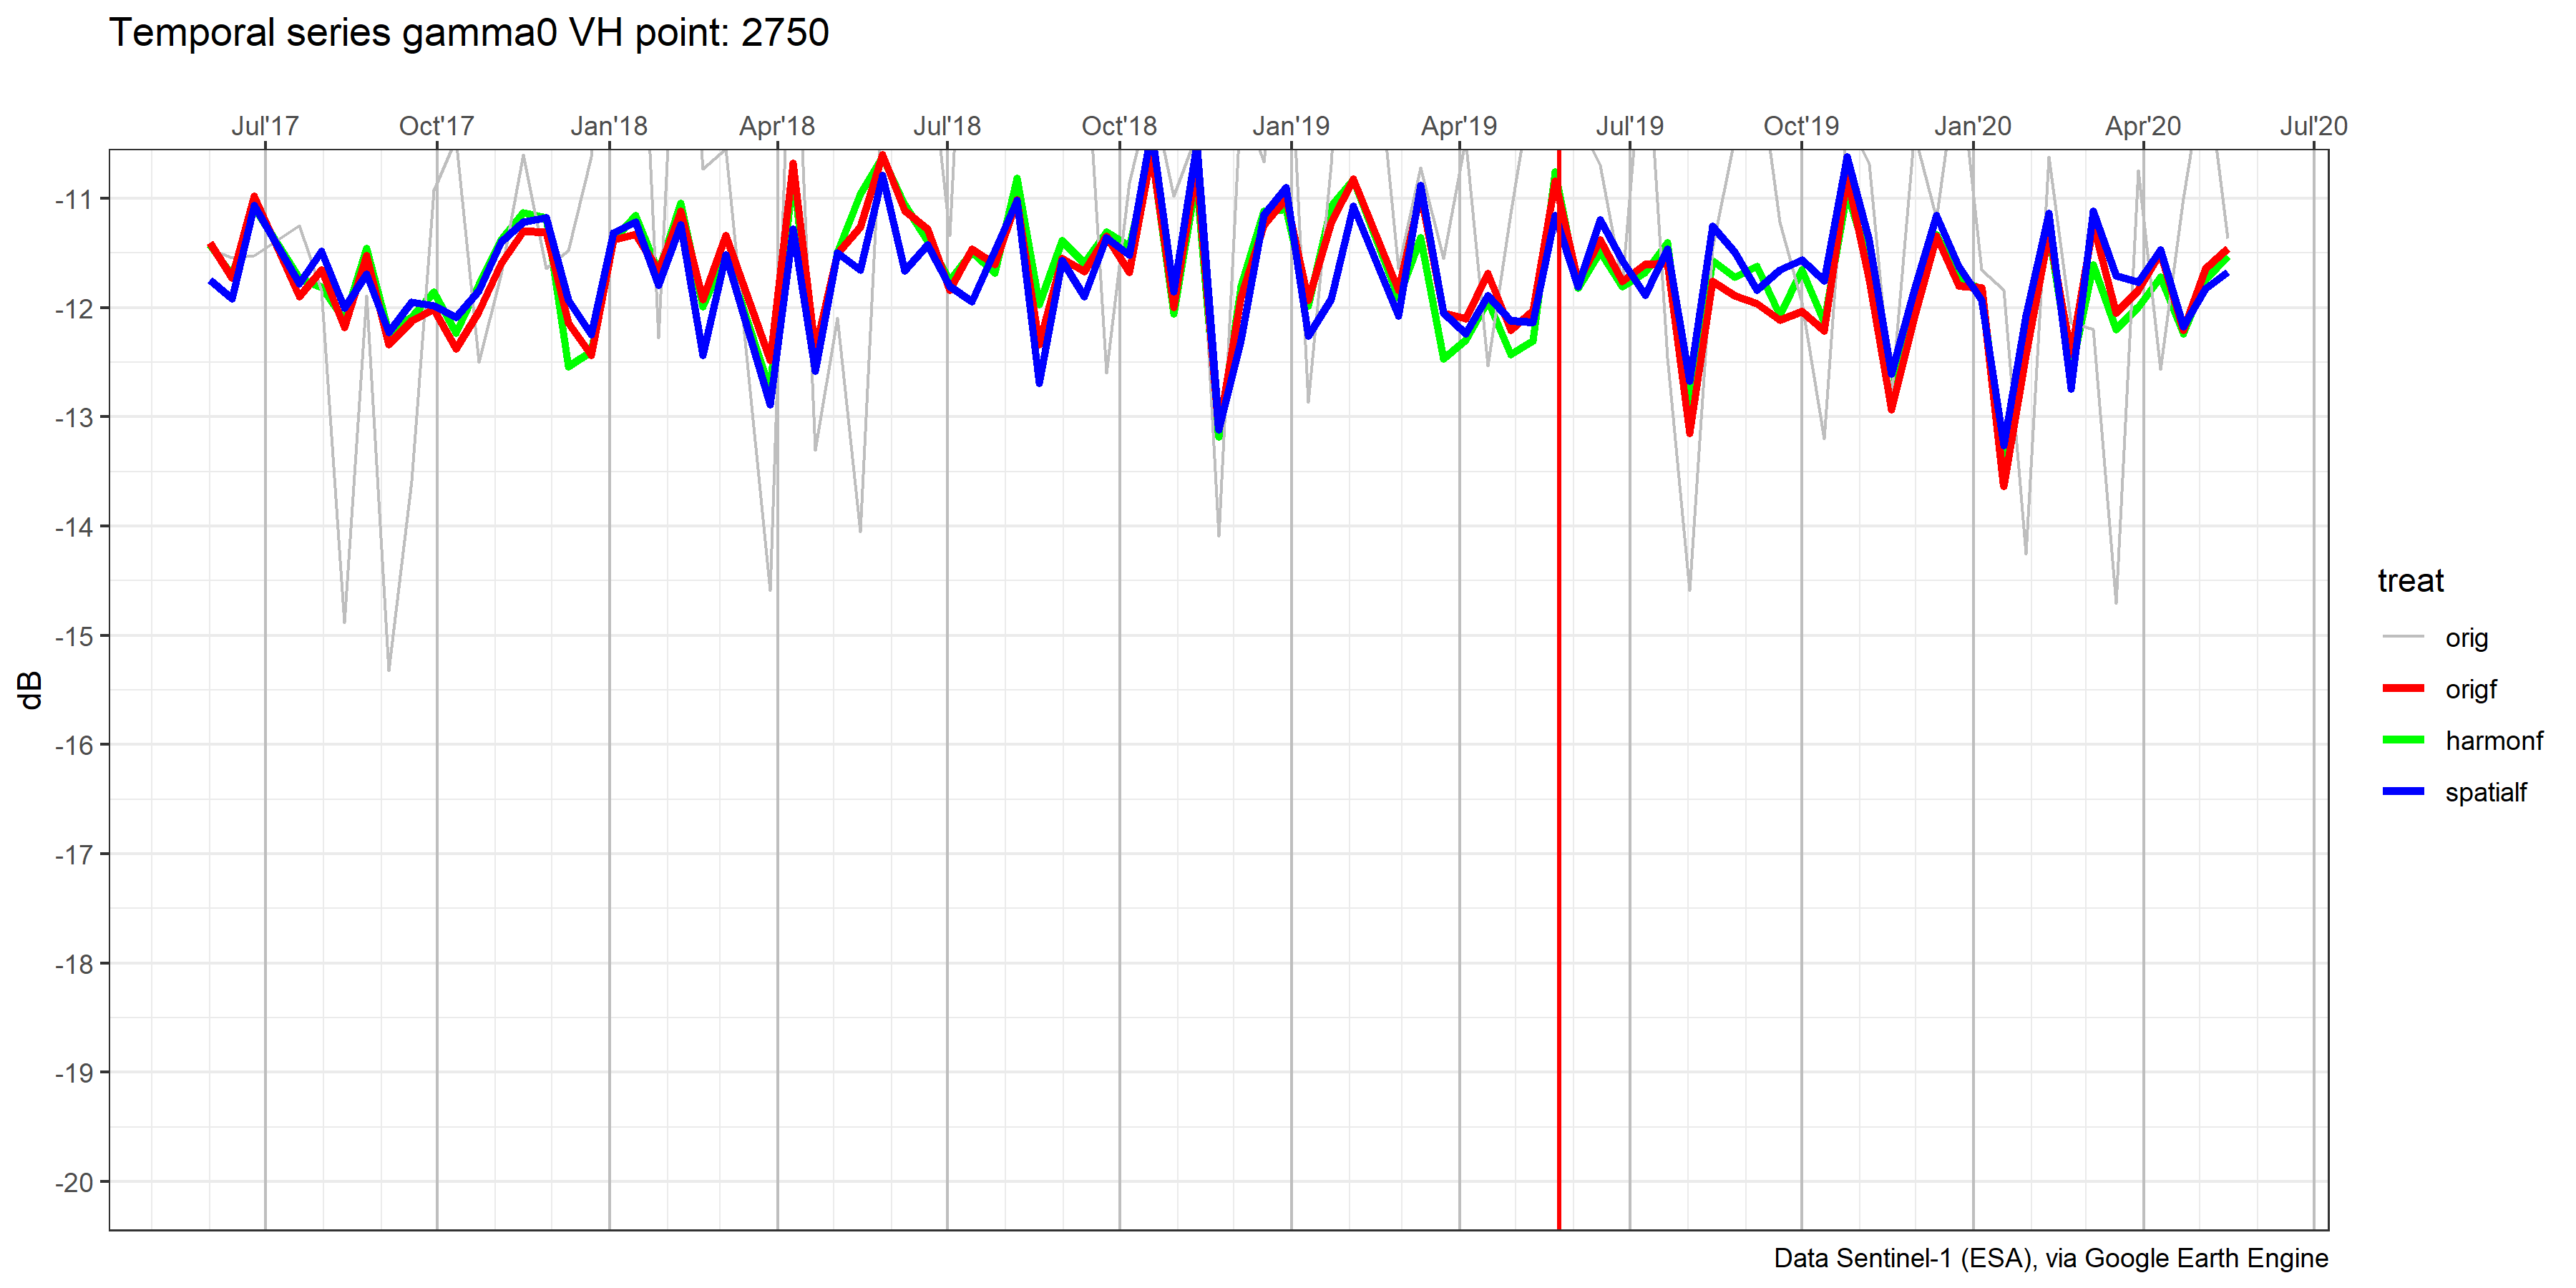 Temporal series gamma0 VH point: 2750
Jul'17 Oct'17 Jan'18 Apr'18 Jul'18 Oct'18 Jan'19 Apr'19 Jul'19 Oct'19 Jan'20 Apr'20 Jul'20
-11
-12
-13
-14
-15
-16
-17
-18
-19
-20
dB
treat
orig
origf
harmonf
spatialf
Data Sentinel-1 (ESA), via Google Earth Engine